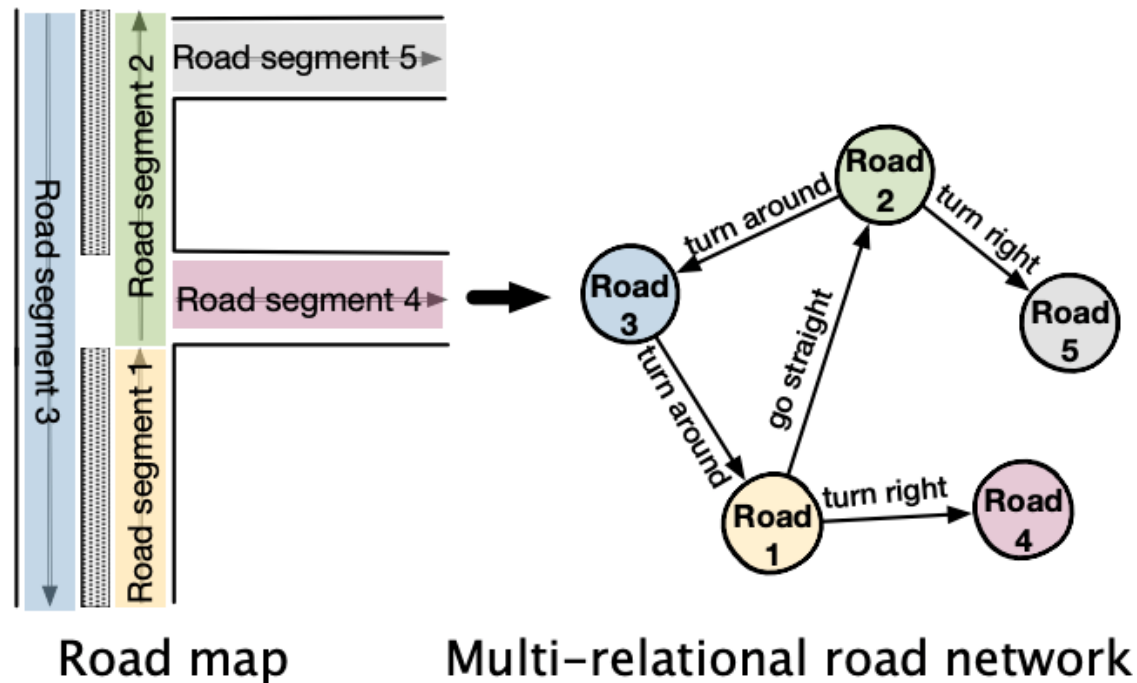 Road segment 5
Road segment 2
Road segment 3
Road segment 4
Road segment 1
Road
2
turn around
turn right
Road
3
Road
5
go straight
turn around
turn right
Road
1
Road
4
Road map
Multi-relational road network